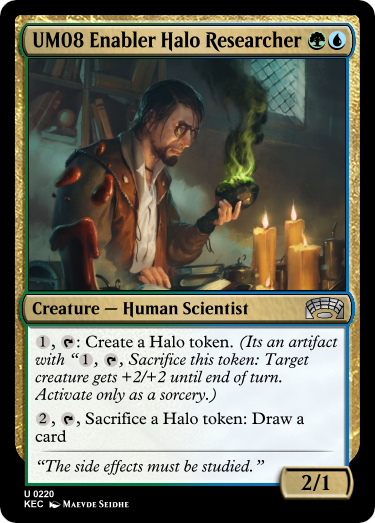 UM08 Enabler Halo Researcher
Creature — Human Scientist
1, T: Create a Halo token. (Its an artifact
with “1, T, Sacrifice this token: Target
creature gets +2/+2 until end of turn.
Activate only as a sorcery.)
2, T, Sacrifice a Halo token: Draw a
card
“The side effects must be studied.”
2/1
U 0220
KEC Maevde Seidhe